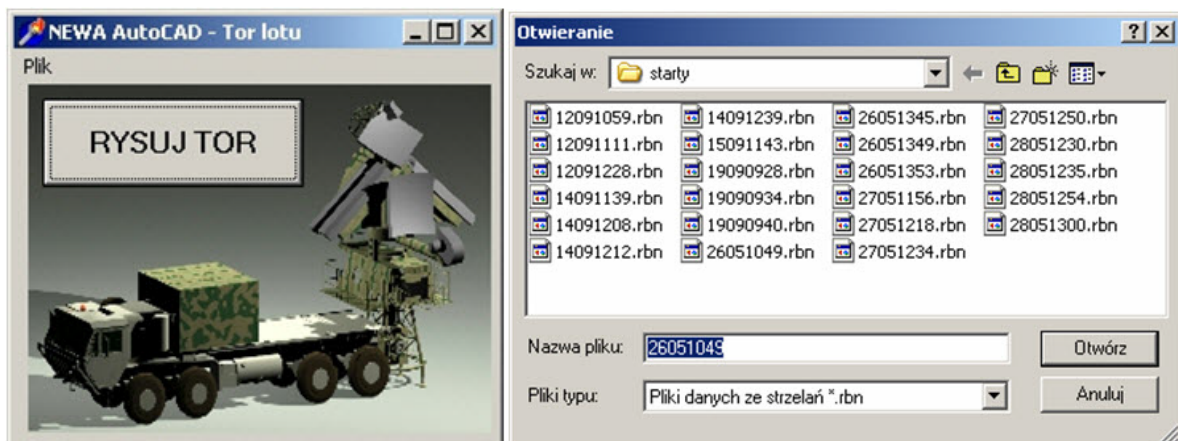 NEWA AutoCAD - Tor lotu
Plik
RYSUJ TOR
Otwieranie
Szukaj w: starty
12091059.rbn 14091239.rbn 26051345.rbn 27051250.rbn
12091111.rbn 15091143.rbn 26051349.rbn 28051230.rbn
12091228.rbn 19090928.rbn 26051353.rbn 28051235.rbn
14091139.rbn 19090934.rbn 27051156.rbn 28051254.rbn
14091208.rbn 19090940.rbn 27051218.rbn 28051300.rbn
14091212.rbn 26051049.rbn 27051234.rbn
Nazwa pliku: 26051049 Otwórz
Pliki typu: Pliki danych ze strzelań *.rbn Anuluj